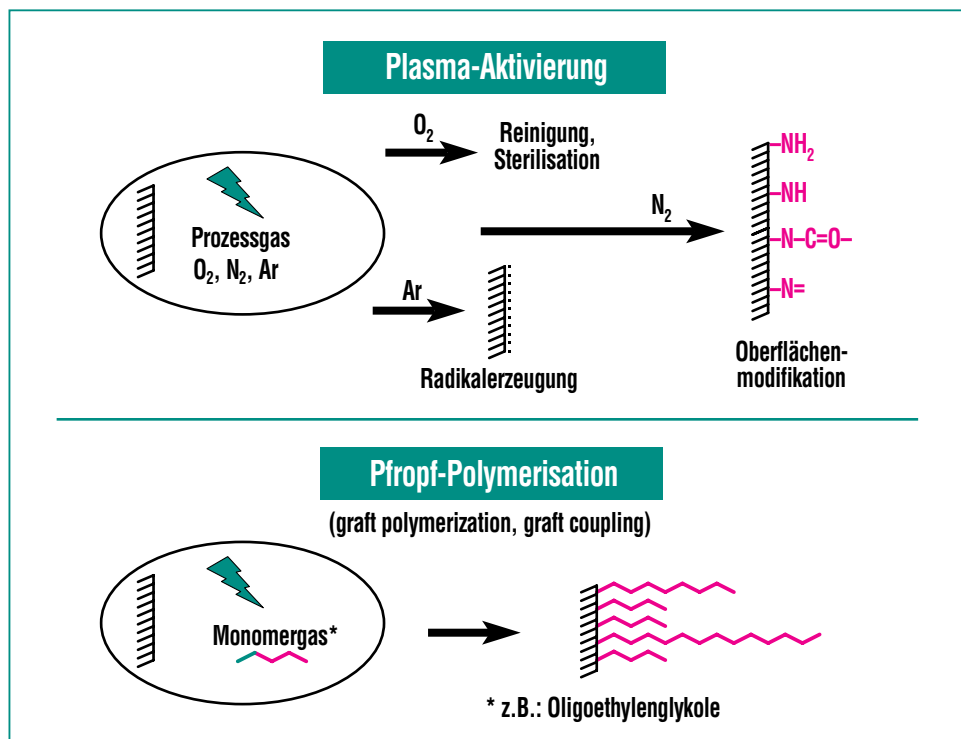 Plasma-Aktivierung
O₂
Reinigung,
Sterilisation
Prozessgas
O₂, N₂, Ar
N₂
Ar
Radikalerzeugung
–NH₂
–NH
–N–C=O–
–N=
Oberflächen-
modifikation
Pfropf-Polymerisation
(graft polymerization, graft coupling)
Monomergas*
* z.B.: Oligoethylenglykole